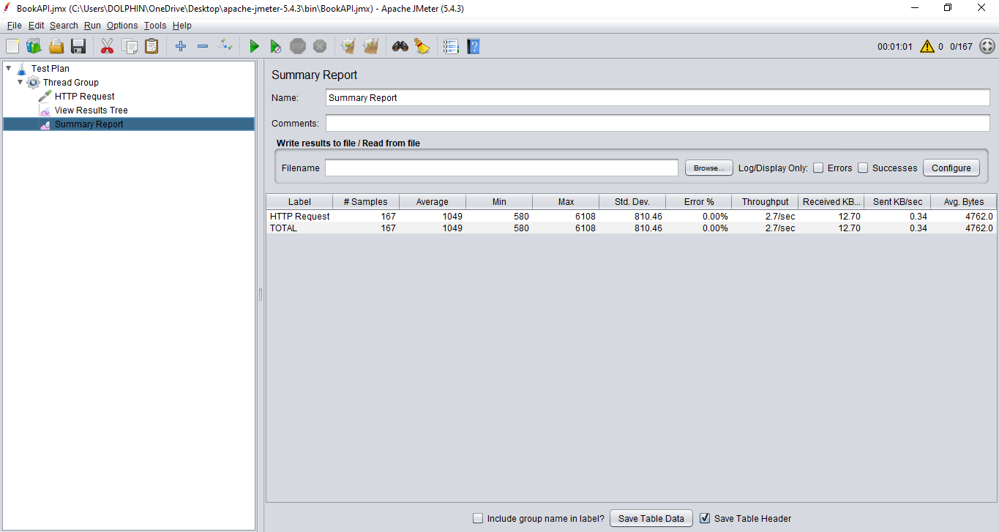 BookAPI.jmx (C:\Users\DOLPHIN\OneDrive\Desktop\apache-jmeter-5.4.3\bin\BookAPI.jmx) - Apache JMeter (5.4.3)
File Edit Search Run Options Tools Help
STOP ? 00:01:01 0 0/167
Test Plan
Thread Group
HTTP Request
View Results Tree
Summary Report
Summary Report
Name: Summary Report
Comments:
Write results to file / Read from file
Filename Browse... Log/Display Only: Errors Successes Configure
Label # Samples Average Min Max Std. Dev. Error % Throughput Received KB... Sent KB/sec Avg. Bytes
HTTP Request 167 1049 580 6108 810.46 0.00% 2.7/sec 12.70 0.34 4762.0
TOTAL 167 1049 580 6108 810.46 0.00% 2.7/sec 12.70 0.34 4762.0
Include group name in label? Save Table Data Save Table Header